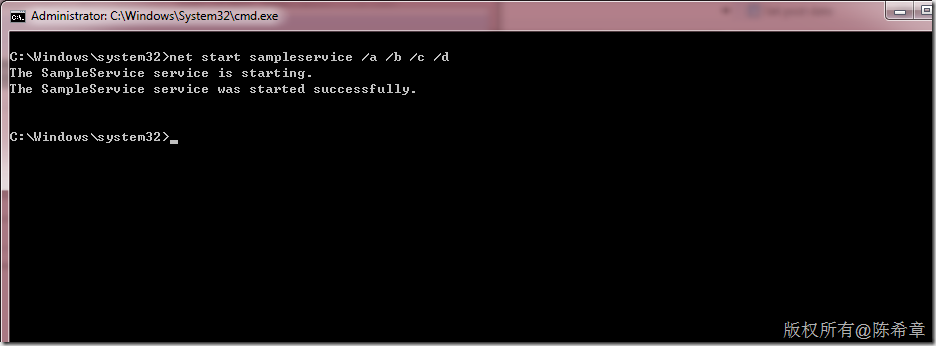 Administrator: C:\Windows\System32\cmd.exe
C:\Windows\system32>net start sampleservice /a /b /c /d
The SampleService service is starting.
The SampleService service was started successfully.
C:\Windows\system32>
版权所有@陈希章